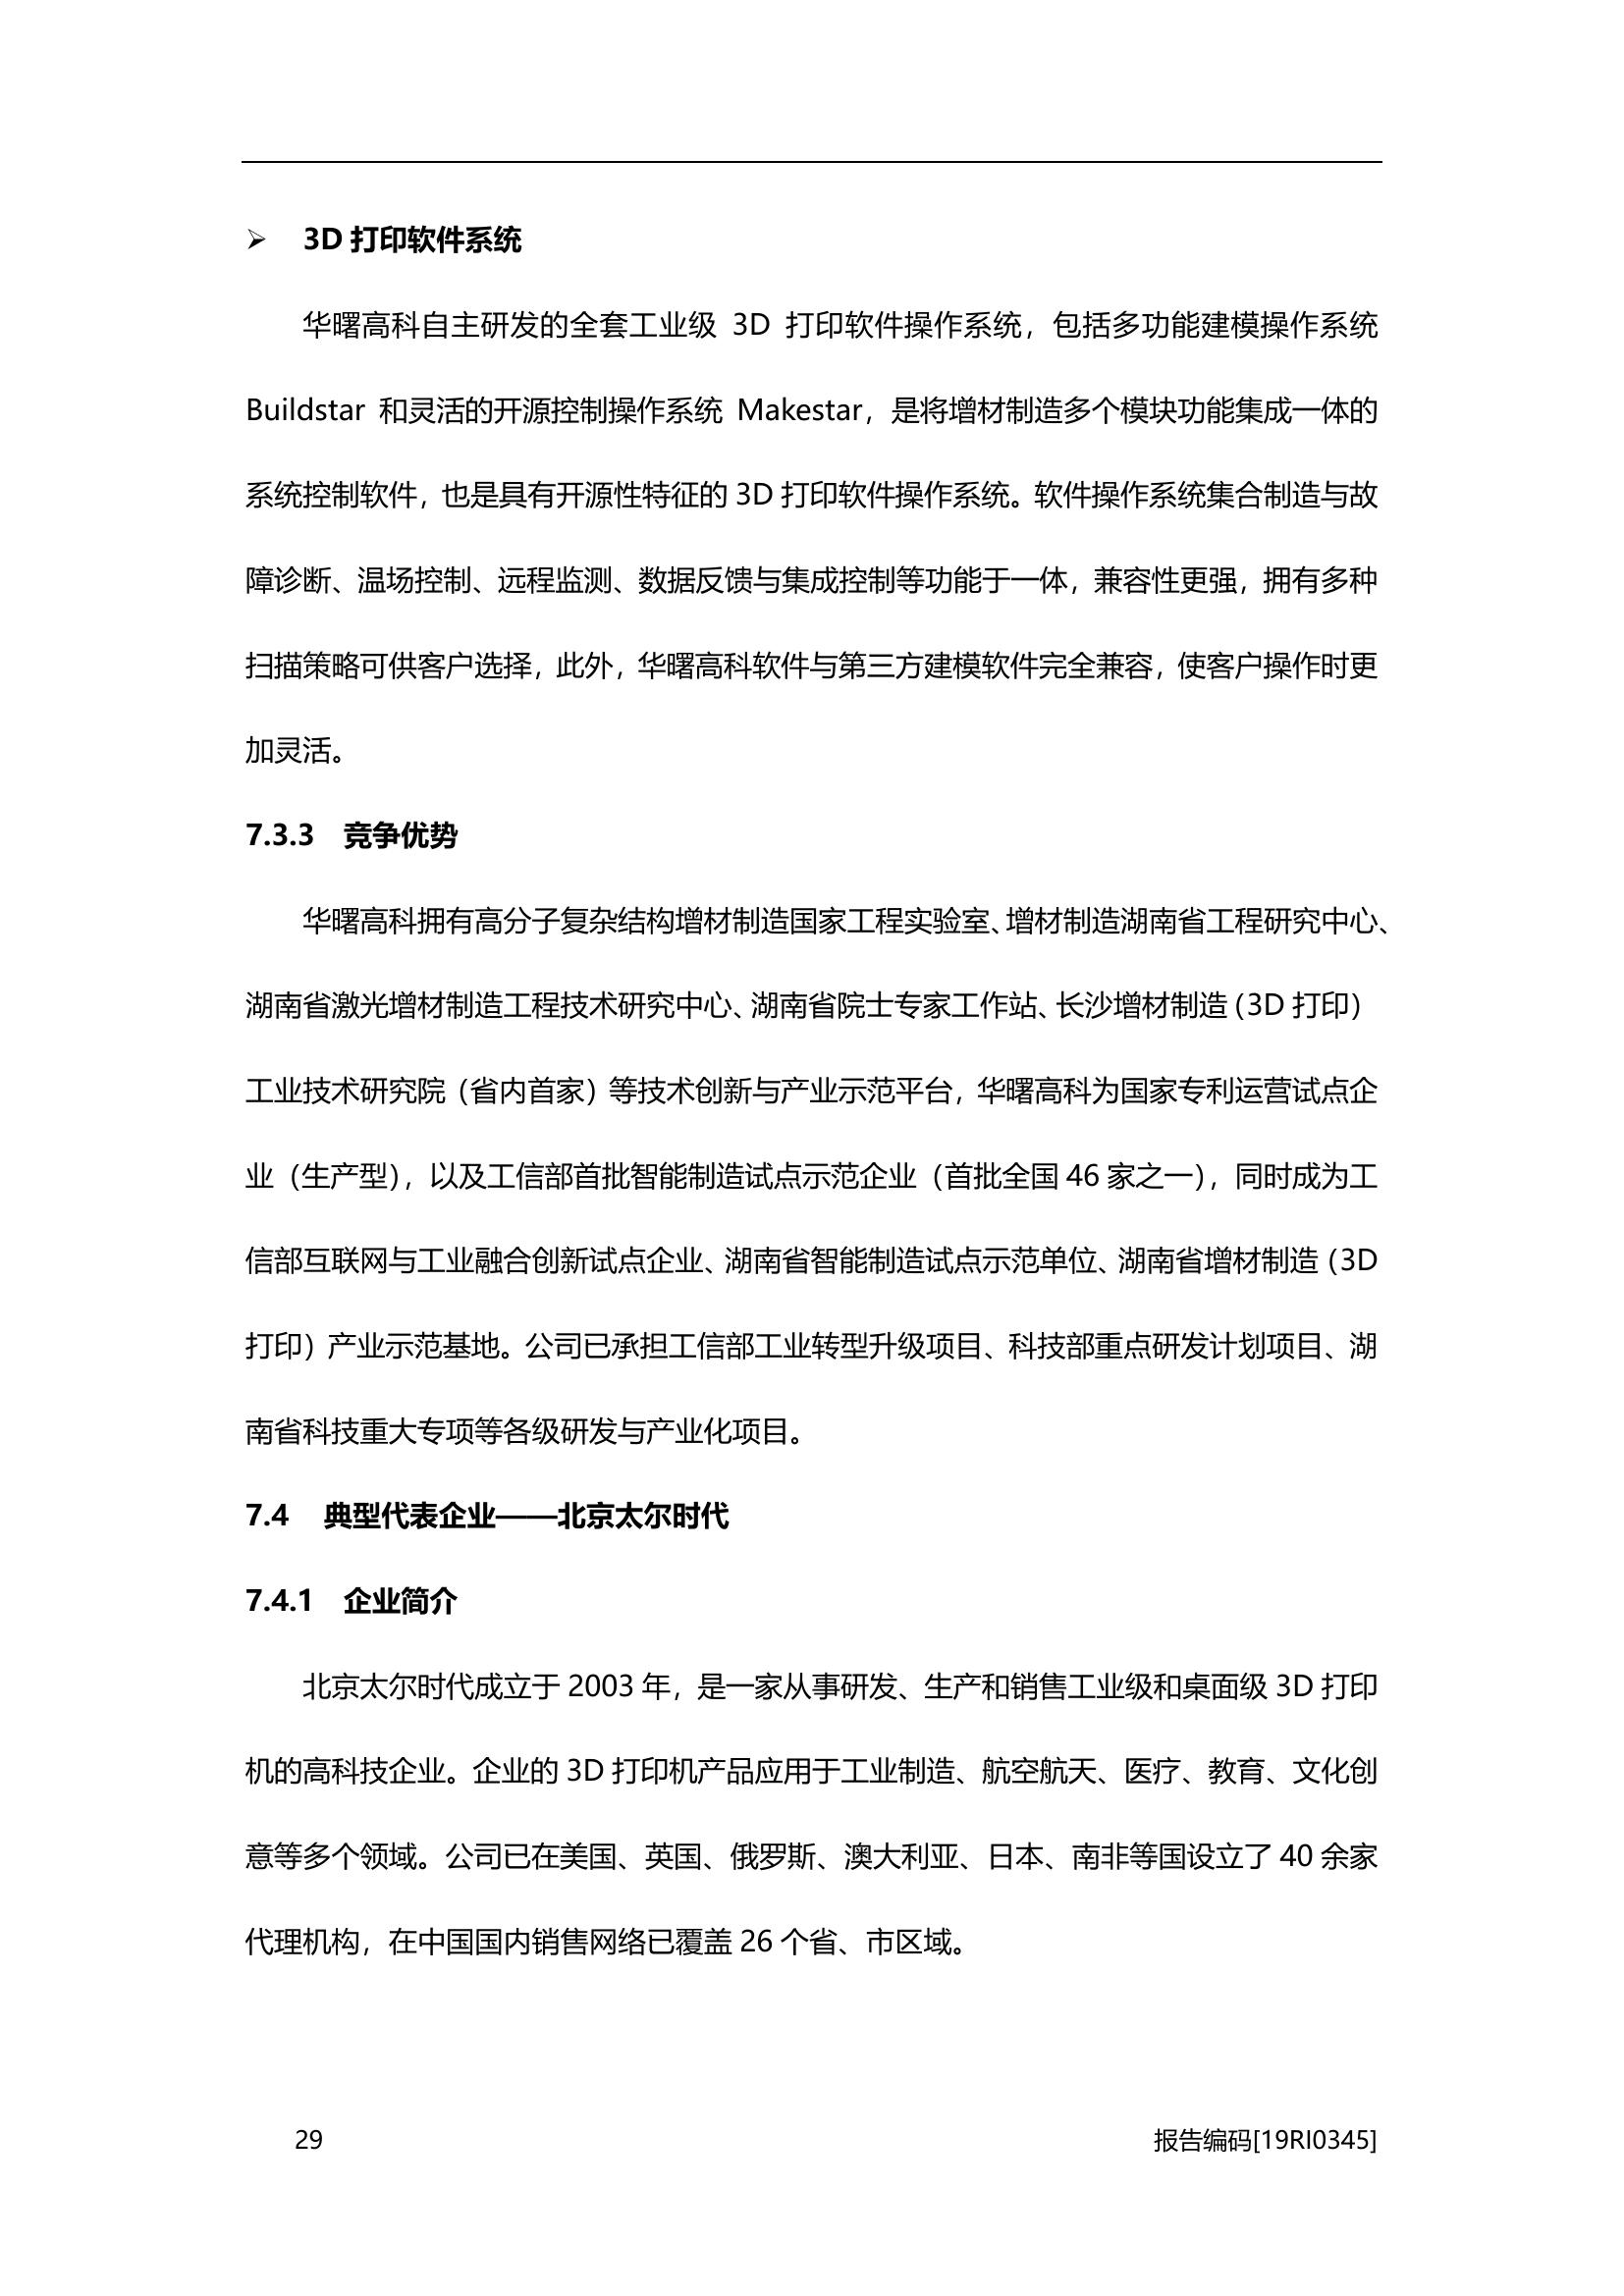 ➢ 3D 打印软件系统
华曙高科自主研发的全套工业级 3D 打印软件操作系统，包括多功能建模操作系统
Buildstar 和灵活的开源控制操作系统 Makestar，是将增材制造多个模块功能集成一体的
系统控制软件，也是具有开源性特征的 3D 打印软件操作系统。软件操作系统集合制造与故
障诊断、温场控制、远程监测、数据反馈与集成控制等功能于一体，兼容性更强，拥有多种
扫描策略可供客户选择，此外，华曙高科软件与第三方建模软件完全兼容，使客户操作时更
加灵活。
7.3.3 竞争优势
华曙高科拥有高分子复杂结构增材制造国家工程实验室、增材制造湖南省工程研究中心、
湖南省激光增材制造工程技术研究中心、湖南省院士专家工作站、长沙增材制造（3D 打印）
工业技术研究院（省内首家）等技术创新与产业示范平台，华曙高科为国家专利运营试点企
业（生产型），以及工信部首批智能制造试点示范企业（首批全国 46 家之一），同时成为工
信部互联网与工业融合创新试点企业、湖南省智能制造试点示范单位、湖南省增材制造（3D
打印）产业示范基地。公司已承担工信部工业转型升级项目、科技部重点研发计划项目、湖
南省科技重大专项等各级研发与产业化项目。
7.4 典型代表企业——北京太尔时代
7.4.1 企业简介
北京太尔时代成立于 2003 年，是一家从事研发、生产和销售工业级和桌面级 3D 打印
机的高科技企业。企业的 3D 打印机产品应用于工业制造、航空航天、医疗、教育、文化创
意等多个领域。公司已在美国、英国、俄罗斯、澳大利亚、日本、南非等国设立了 40 余家
代理机构，在中国国内销售网络已覆盖 26 个省、市区域。
29 报告编码[19RI0345]